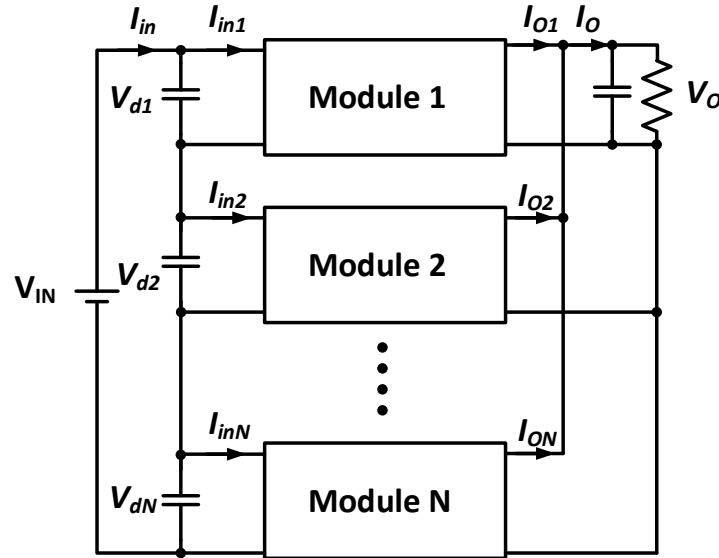 I_in I_in1 I_O1 I_O
V_d1 Module 1 V_O
I_in2 I_O2
V_IN V_d2 Module 2
I_inN I_ON
V_dN Module N